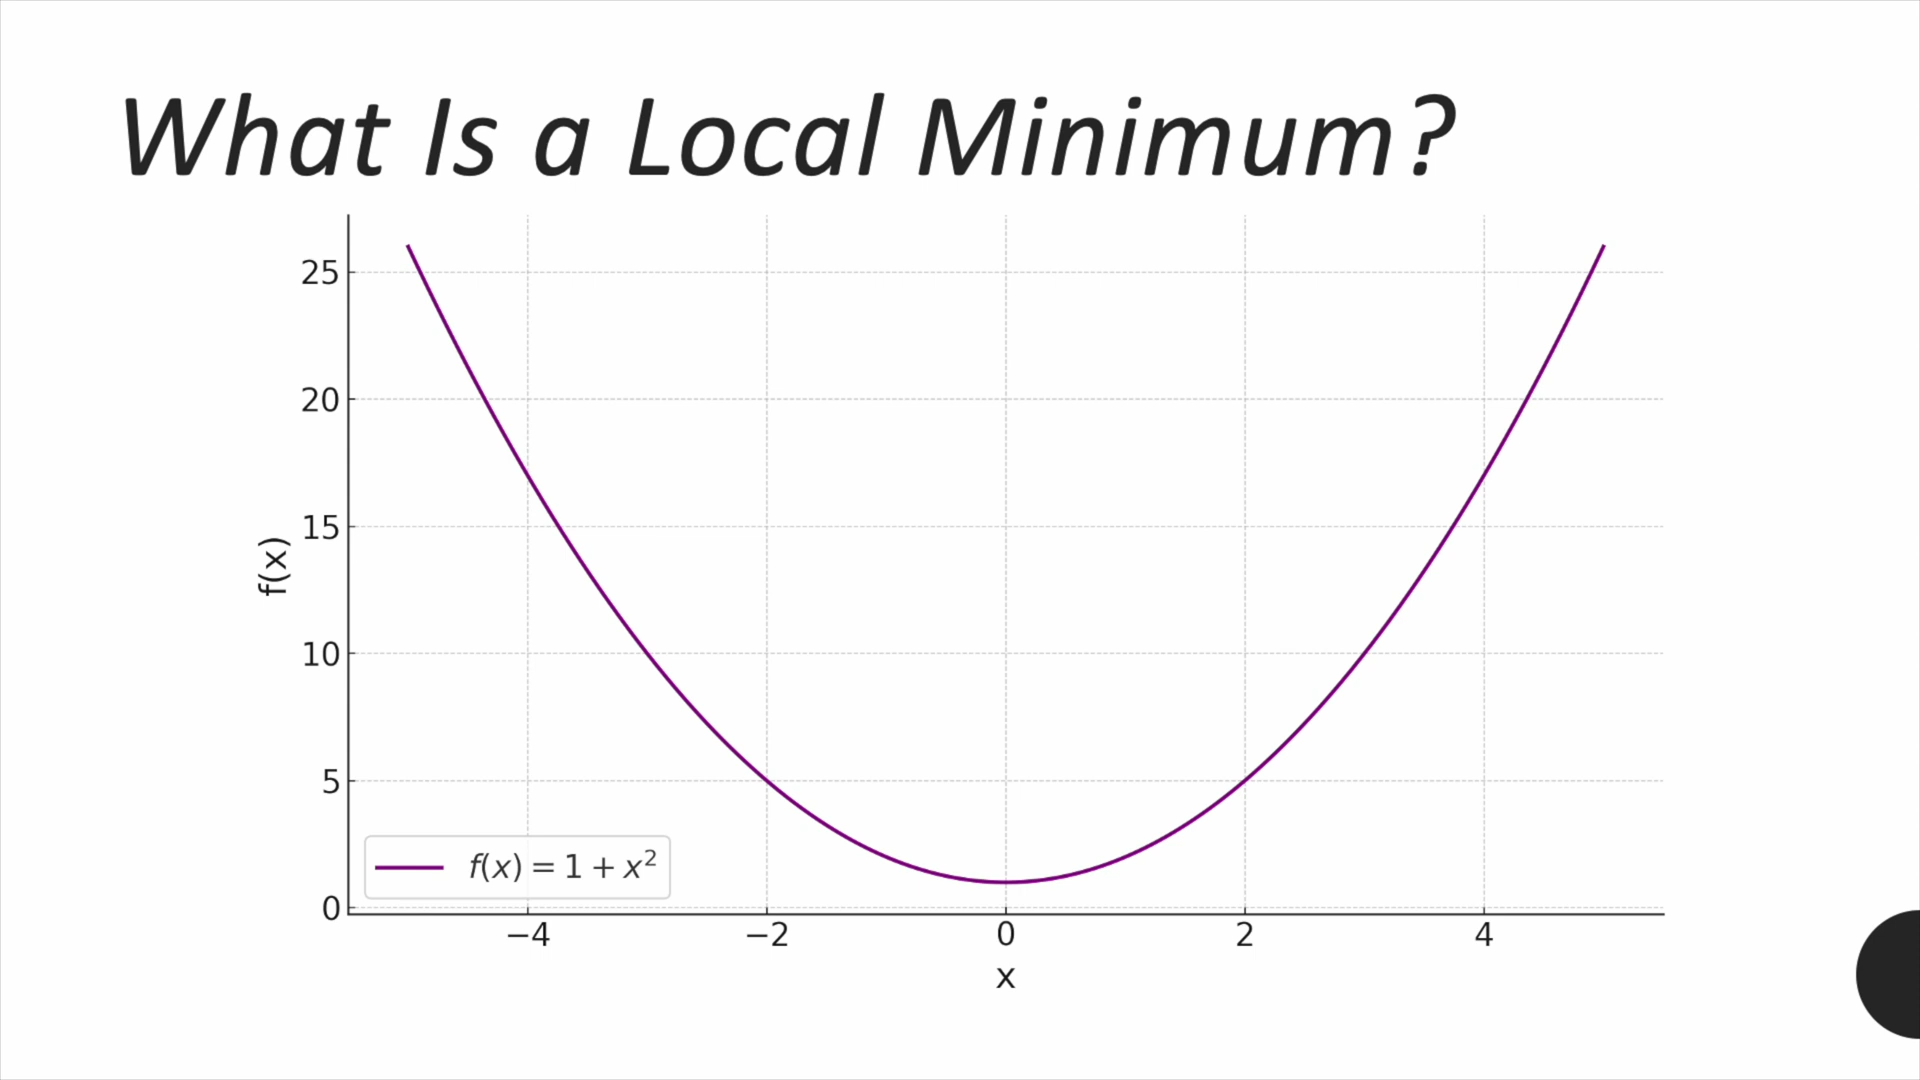 What Is a Local Minimum?
25
20
15
10
5
0
f(x)
f(x) = 1 + x²
−4 −2 0 2 4
x